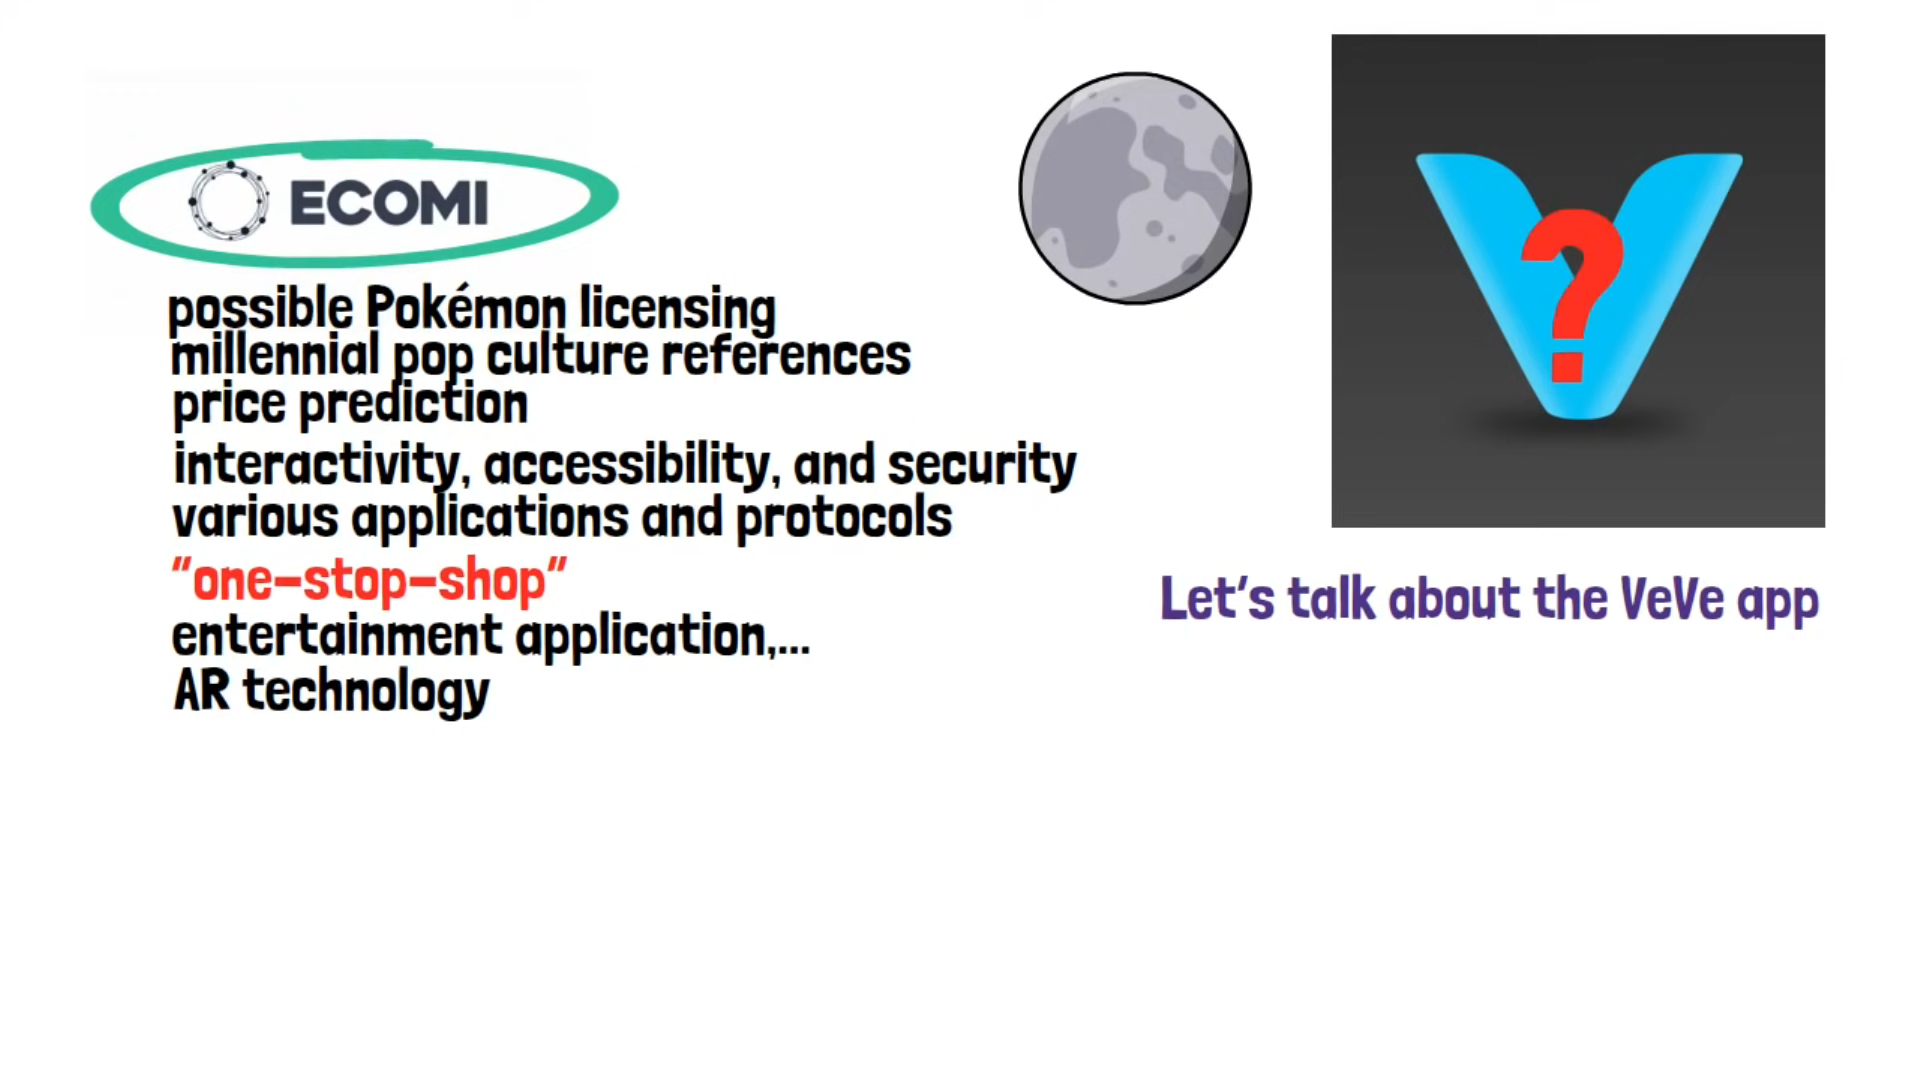 ECOMI
possible Pokémon licensing
millennial pop culture references
price prediction
interactivity, accessibility, and security
various applications and protocols
"one-stop-shop"
entertainment application,...
AR technology
?
Let's talk about the VeVe app